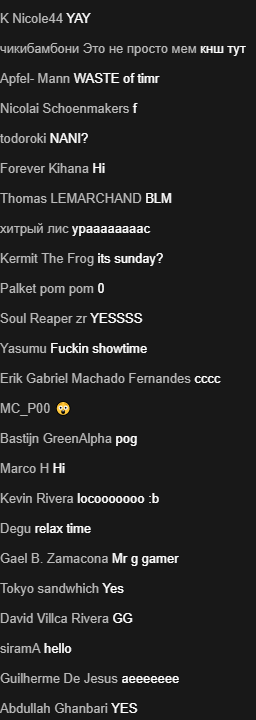 K Nicole44 YAY
чикибамбони Это не просто мем кнш тут
Apfel- Mann WASTE of timr
Nicolai Schoenmakers f
todoroki NANI?
Forever Kihana Hi
Thomas LEMARCHAND BLM
хитрый лис урааааааас
Kermit The Frog its sunday?
Palket pom pom 0
Soul Reaper zr YESSSS
Yasumu Fuckin showtime
Erik Gabriel Machado Fernandes cccc
MC_P00 😲
Bastijn GreenAlpha pog
Marco H Hi
Kevin Rivera locooooooo :b
Degu relax time
Gael B. Zamacona Mr g gamer
Tokyo sandwhich Yes
David Villca Rivera GG
siramA hello
Guilherme De Jesus aeeeeeee
Abdullah Ghanbari YES